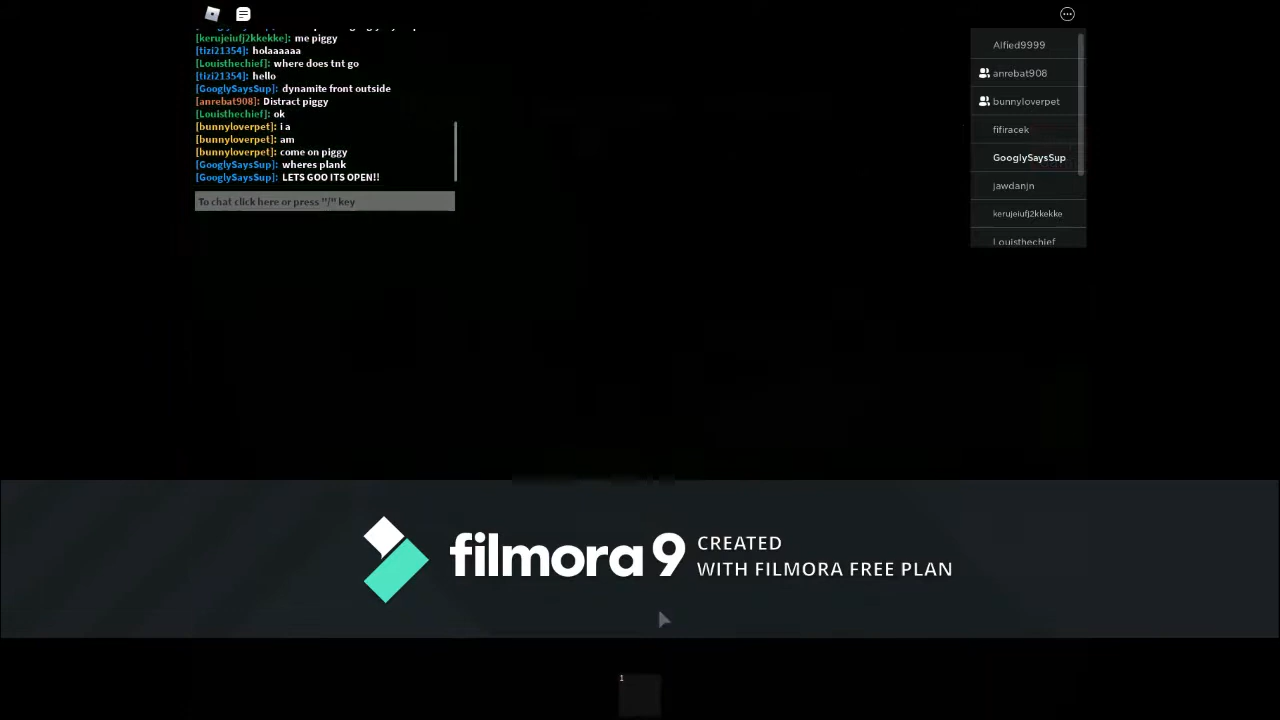 [kerujeiufj2kkekke]: me piggy
[tizi21354]: holaaaaaa
[Louisthechief]: where does tnt go
[tizi21354]: hello
[GooglySaysSup]: dynamite front outside
[anrebat908]: Distract piggy
[Louisthechief]: ok
[bunnyloverpet]: i a
[bunnyloverpet]: am
[bunnyloverpet]: come on piggy
[GooglySaysSup]: wheres plank
[GooglySaysSup]: LETS GOO ITS OPEN!!
To chat click here or press "/" key
Alfied9999
anrebat908
bunnyloverpet
fifiracek
GooglySaysSup
jawdanjn
kerujeiufj2kkekke
Louisthechief
filmora 9 CREATED
WITH FILMORA FREE PLAN
1